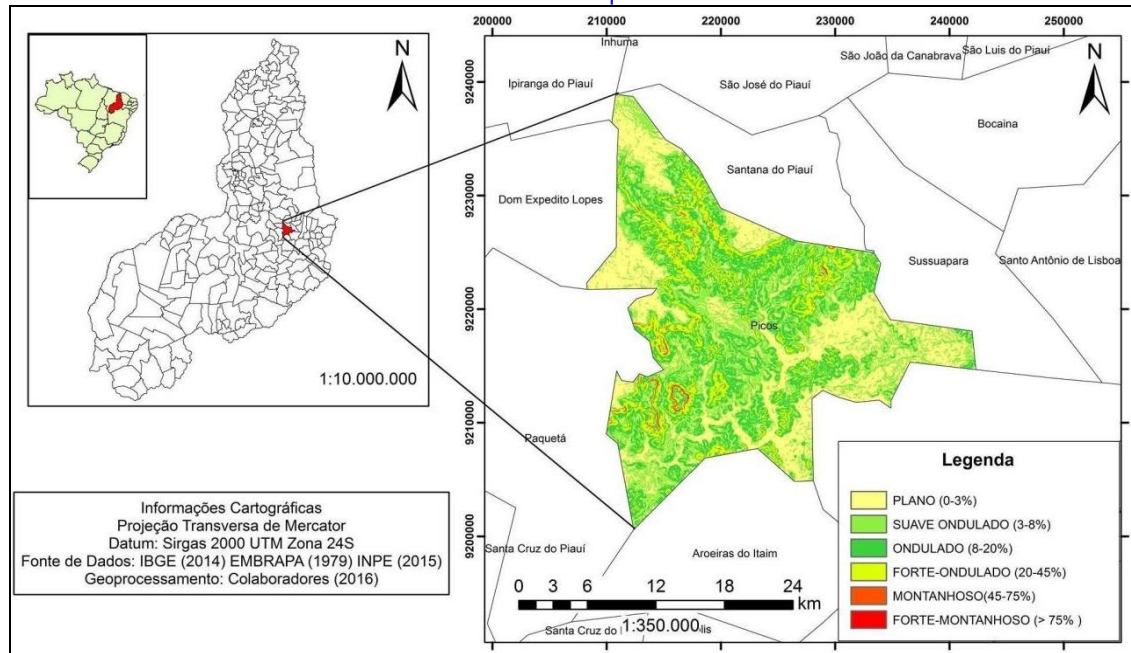 N
1:10.000.000
Informações Cartográficas
Projeção Transversa de Mercator
Datum: Sirgas 2000 UTM Zona 24S
Fonte de Dados: IBGE (2014) EMBRAPA (1979) INPE (2015)
Geoprocessamento: Colaboradores (2016)
200000 210000 220000 230000 240000 250000
9240000
9230000
9220000
9210000
9200000
N
Inhuma
São João da Canabrava
São Luis do Piauí
Ipiranga do Piauí
São José do Piauí
Bocaina
Santana do Piauí
Dom Expedito Lopes
Sussuapara
Santo Antônio de Lisboa
Picos
Paquetá
Santa Cruz do Piauí
Aroeiras do Itaim
0 3 6 12 18 24
km
Santa Cruz do
1:350.000
Legenda
PLANO (0-3%)
SUAVE ONDULADO (3-8%)
ONDULADO (8-20%)
FORTE-ONDULADO (20-45%)
MONTANHOSO(45-75%)
FORTE-MONTANHOSO (> 75% )